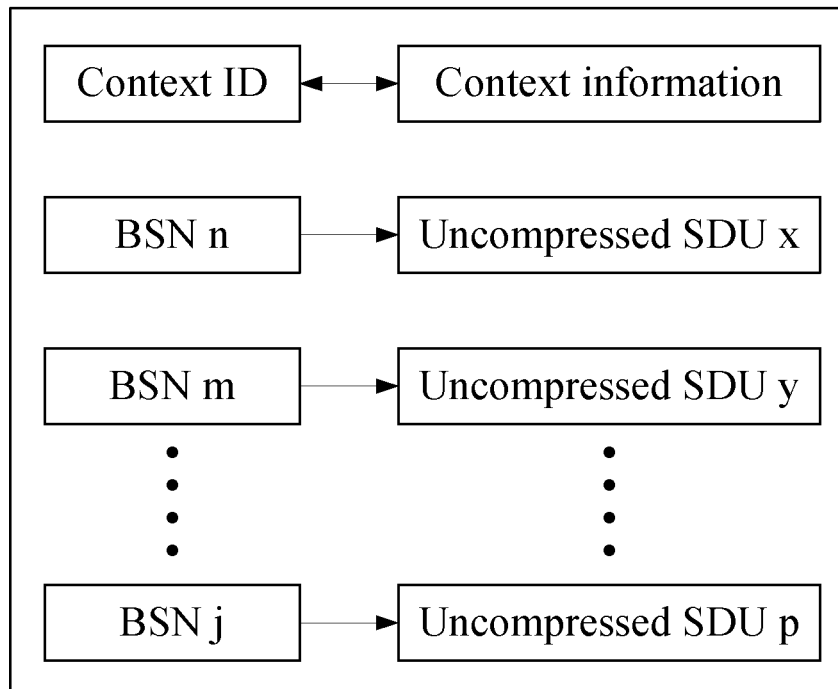 Context ID
Context information
BSN n
Uncompressed SDU x
BSN m
Uncompressed SDU y
BSN j
Uncompressed SDU p